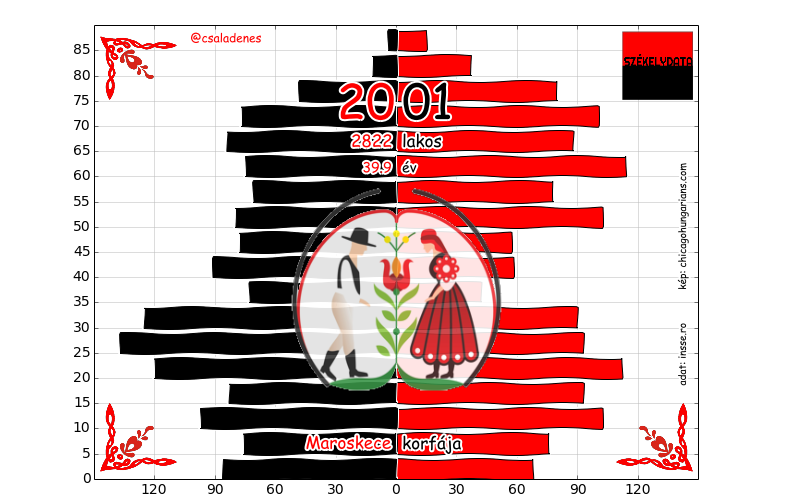 @csaladenes
SZÉKELYDATA
2001
2822 lakos
39.9 év
kép: chicagohungarians.com
adat: insse.ro
Maroskece korfája
85
80
75
70
65
60
55
50
45
40
35
30
25
20
15
10
5
0
120 90 60 30 0 30 60 90 120